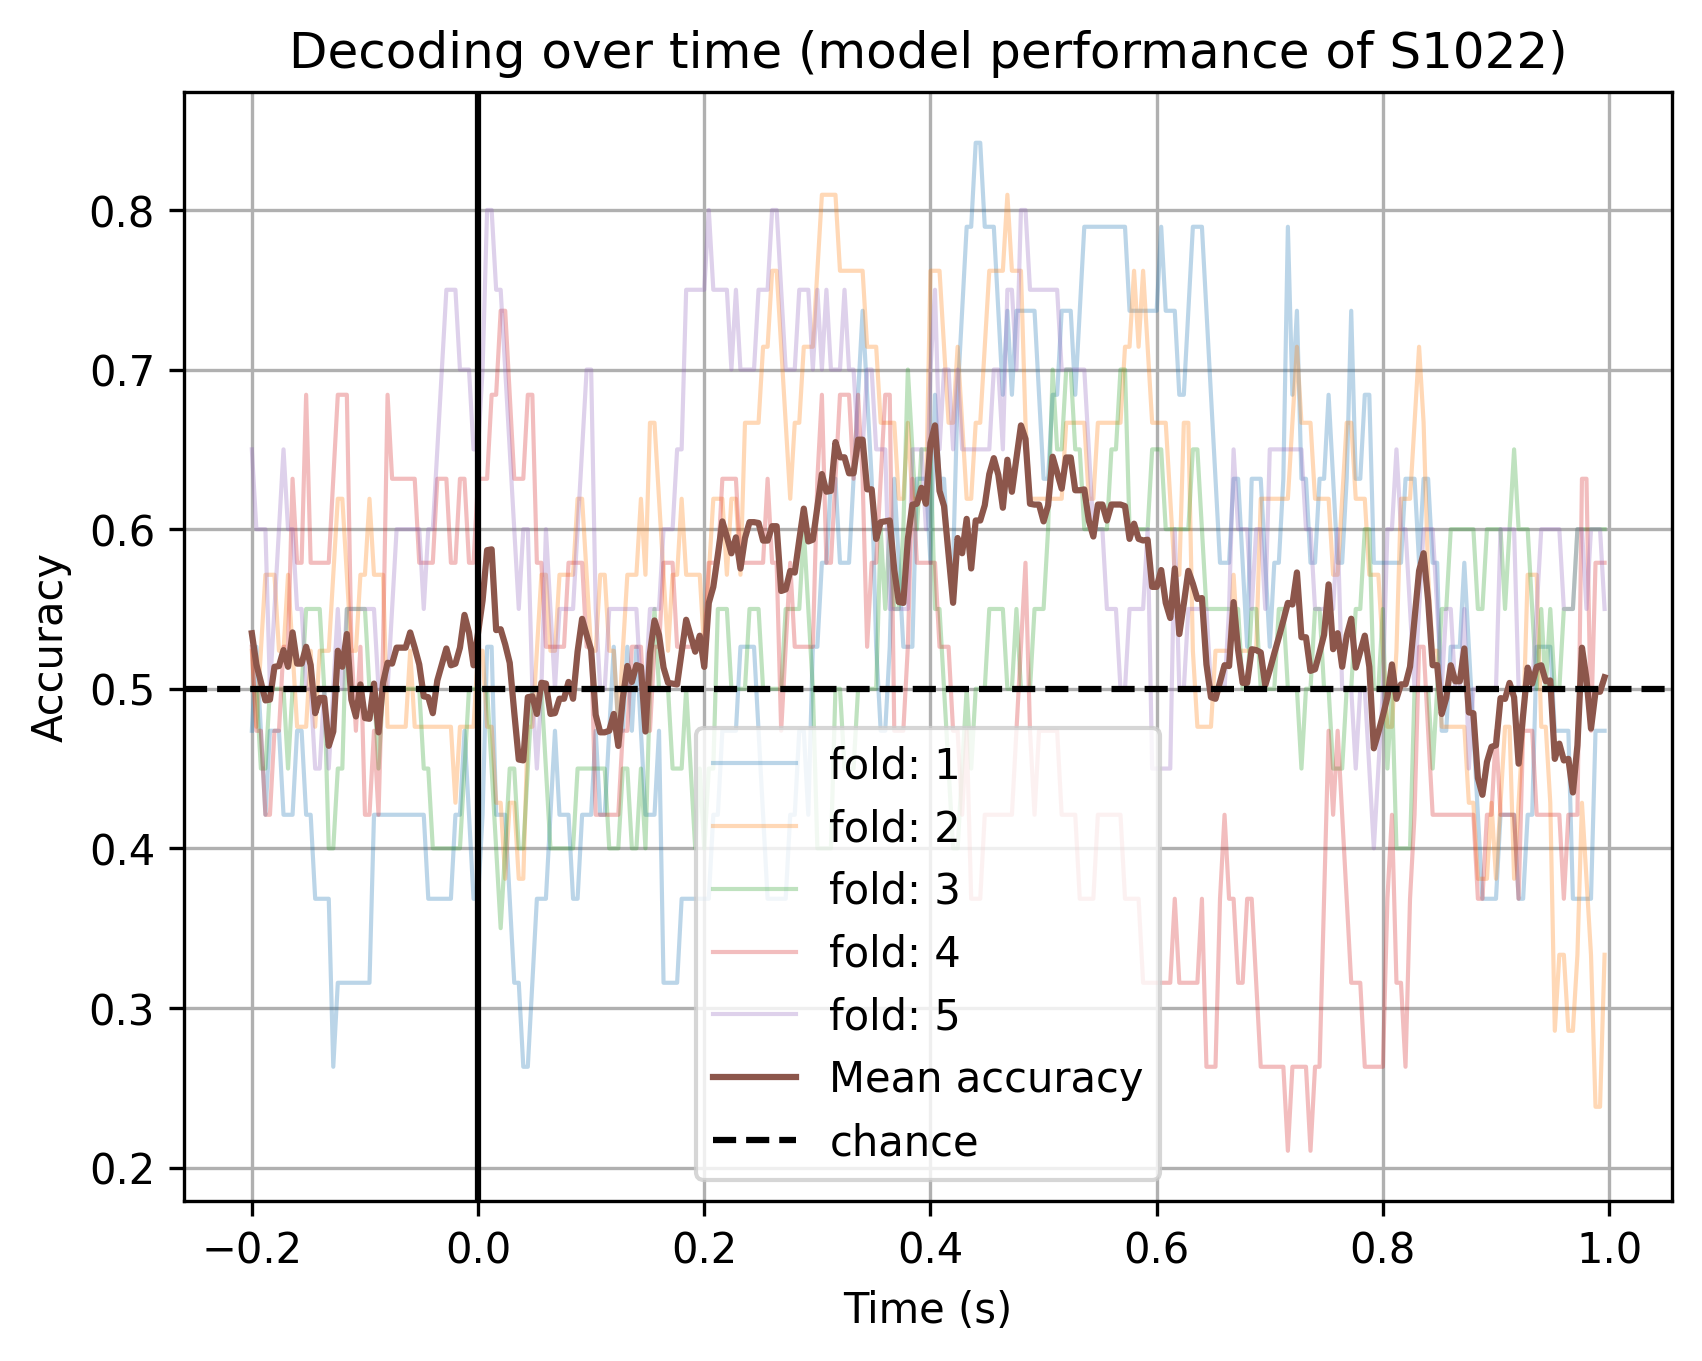 Decoding over time (model performance of S1022)
Accuracy
0.8
0.7
0.6
0.5
0.4
0.3
0.2
fold: 1
fold: 2
fold: 3
fold: 4
fold: 5
Mean accuracy
chance
−0.2 0.0 0.2 0.4 0.6 0.8 1.0
Time (s)